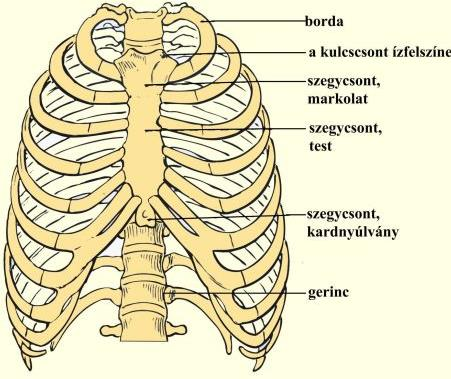 borda
a kulcscsont ízfelszíne
szegycsont,
markolat
szegycsont,
test
szegycsont,
kardnyúlvány
gerinc